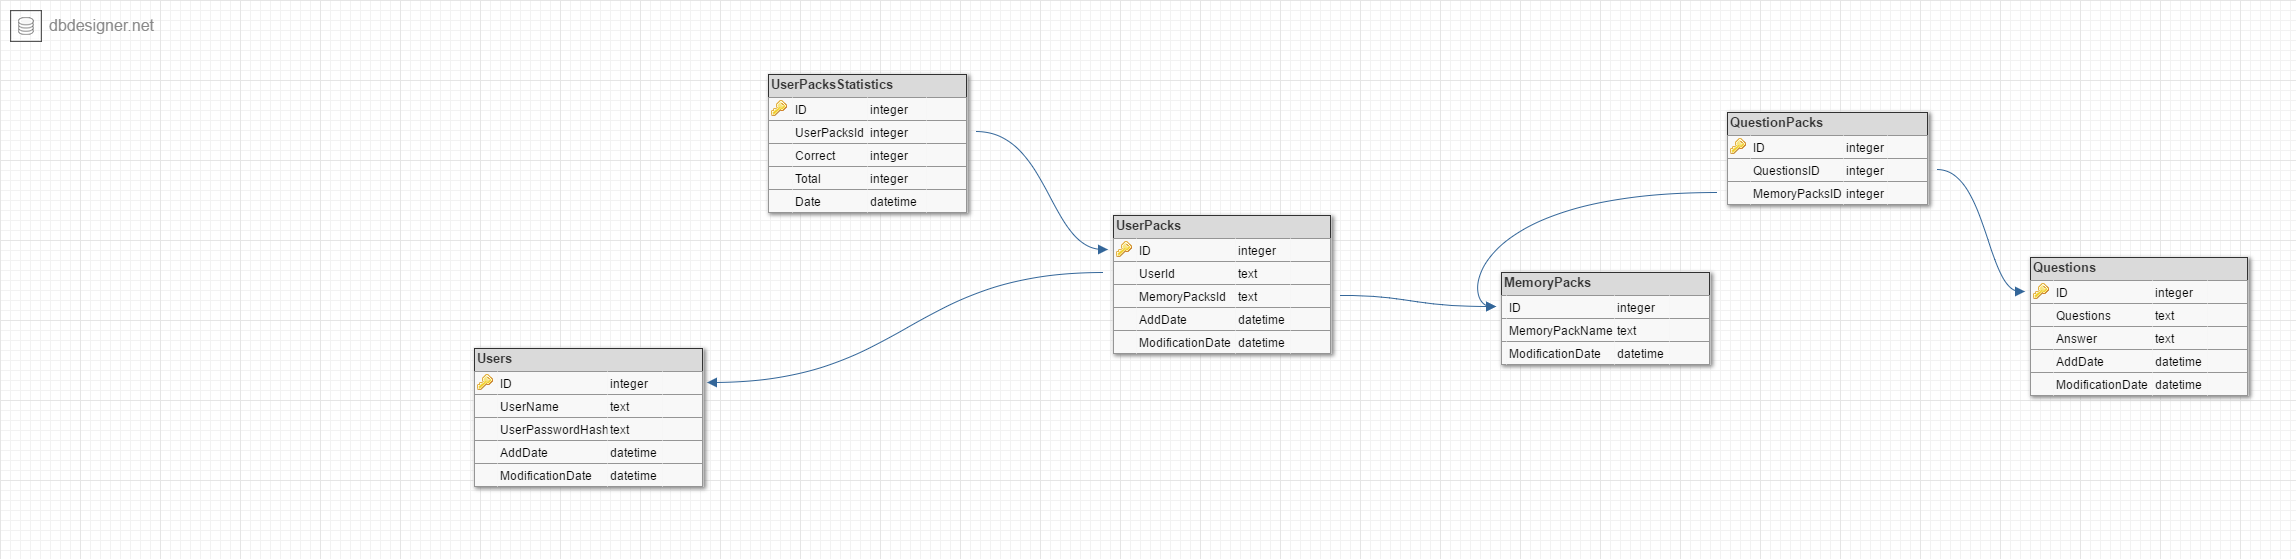 dbdesigner.net
UserPacksStatistics
ID integer
UserPacksId integer
Correct integer
Total integer
Date datetime
UserPacks
ID integer
UserId text
MemoryPacksId text
AddDate datetime
ModificationDate datetime
Users
ID integer
UserName text
UserPasswordHash text
AddDate datetime
ModificationDate datetime
MemoryPacks
ID integer
MemoryPackName text
ModificationDate datetime
QuestionPacks
ID integer
QuestionsID integer
MemoryPacksID integer
Questions
ID integer
Questions text
Answer text
AddDate datetime
ModificationDate datetime